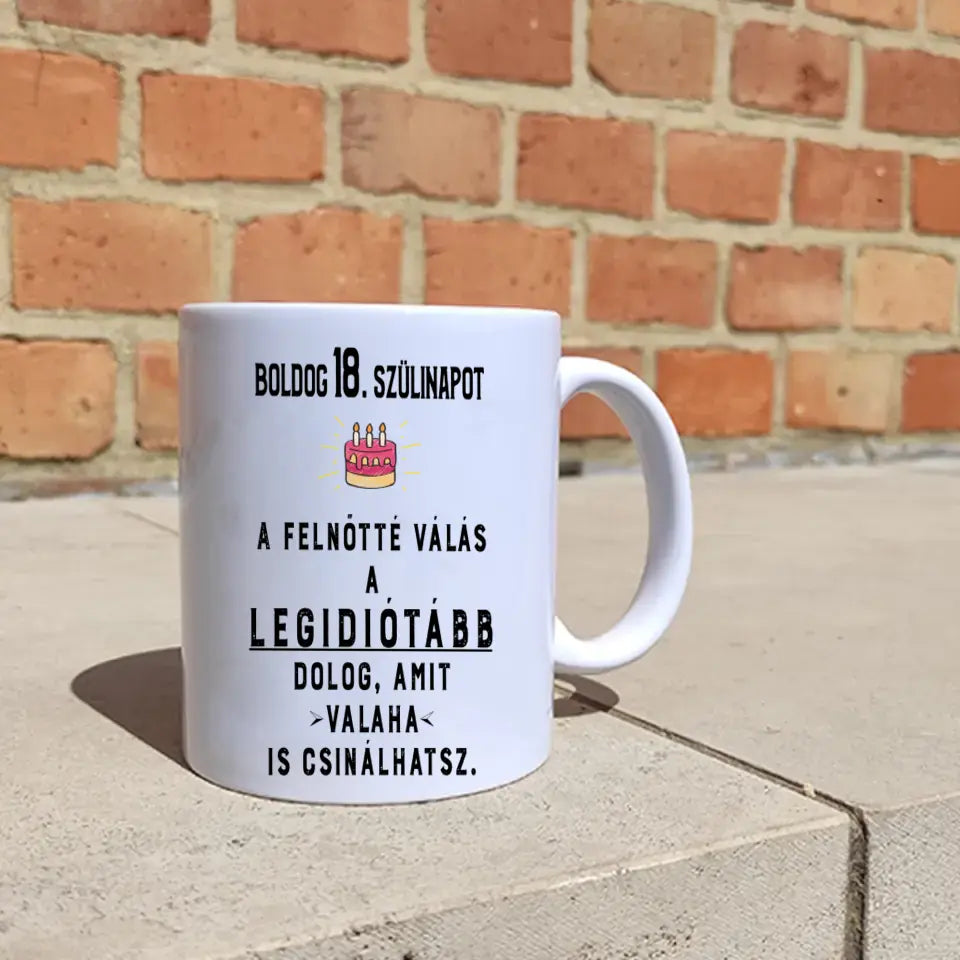 BOLDOG 18. SZÜLINAPOT
A FELNŐTTÉ VÁLÁS
A
LEGIDIÓTÁBB
DOLOG, AMIT
>VALAHA<
IS CSINÁLHATSZ.